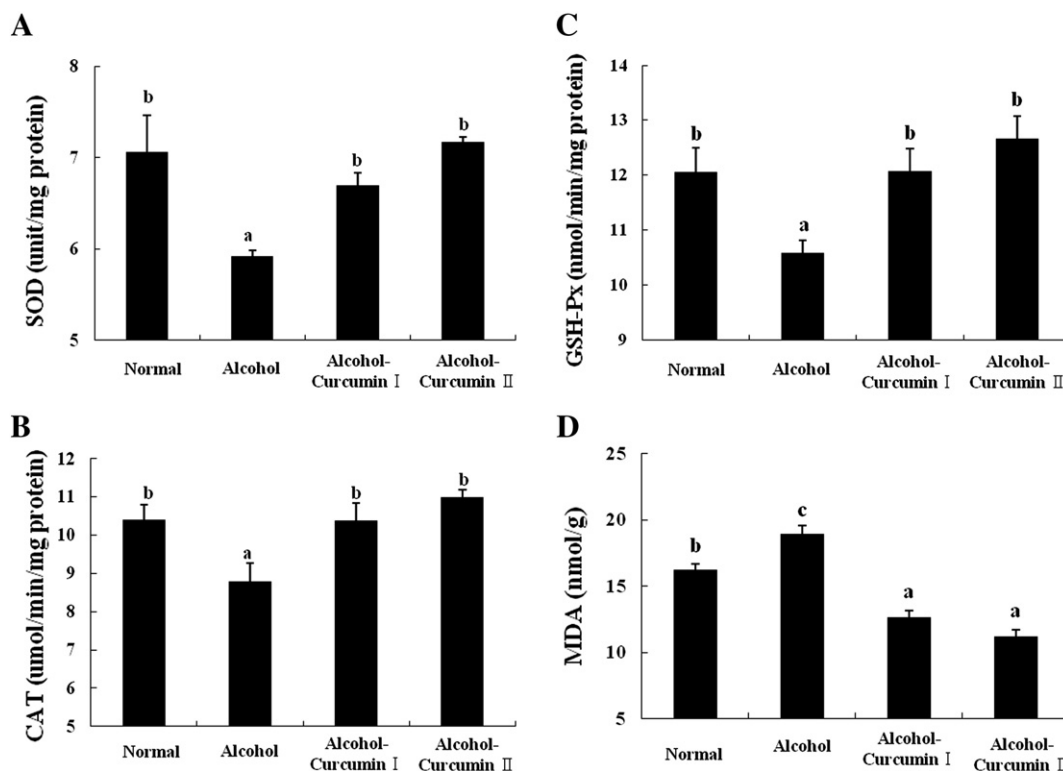 A
SOD (unit/mg protein)
8
7
6
5
b
a
b
b
Normal
Alcohol
Alcohol-
Curcumin Ⅰ
Alcohol-
Curcumin Ⅱ
B
CAT (umol/min/mg protein)
12
11
10
9
8
7
6
5
b
a
b
b
Normal
Alcohol
Alcohol-
Curcumin Ⅰ
Alcohol-
Curcumin Ⅱ
C
GSH-Px (nmol/min/mg protein)
14
13
12
11
10
9
b
a
b
b
Normal
Alcohol
Alcohol-
Curcumin Ⅰ
Alcohol-
Curcumin Ⅱ
D
MDA (nmol/g)
25
20
15
10
5
b
c
a
a
Normal
Alcohol
Alcohol-
Curcumin Ⅰ
Alcohol-
Curcumin Ⅱ